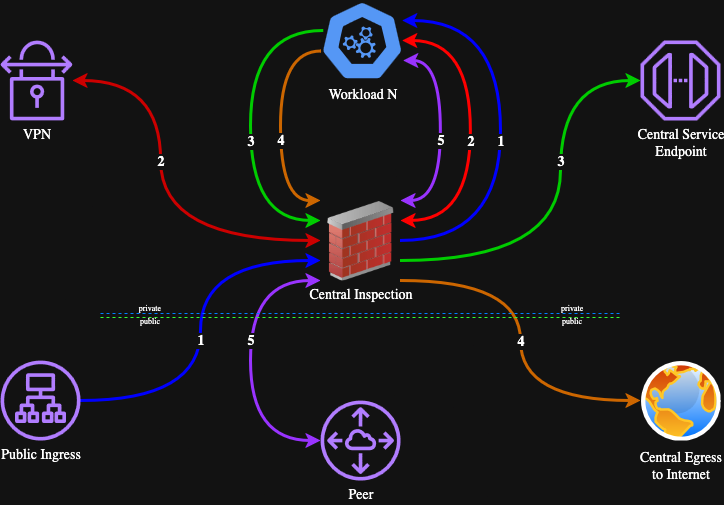 Workload N
VPN
Central Service
Endpoint
3
4
5
2
1
2
3
Central Inspection
private
public
private
public
1
5
4
Public Ingress
Peer
Central Egress
to Internet